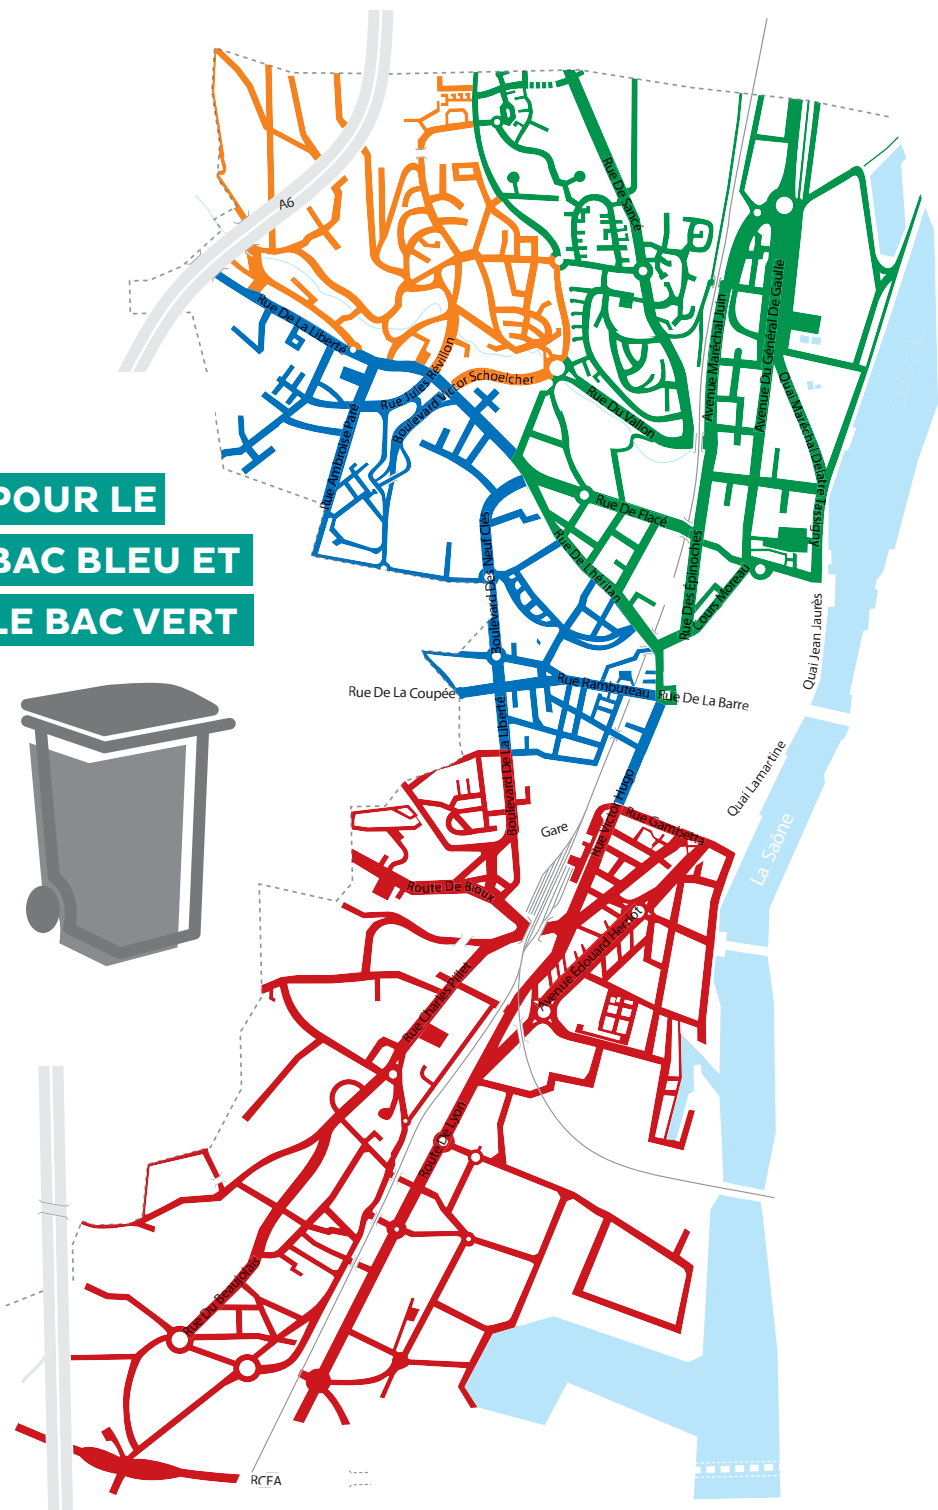 A6
Rue De Sancé
Rue De La Liberté
Rue Jules Révillon
Boulevard Victor Schoelcher
Rue Ambroise Paré
Avenue Maréchal Juin
Avenue Du Général De Gaulle
Quai Maréchal Delattre Tassigny
Rue Du Vallon
POUR LE
BAC BLEU ET
LE BAC VERT
Rue De Flacé
Rue De L'héritan
Boulevard Des Neuf Clés
Rue Des Épinoches
Cours Moreau
Quai Jean Jaurès
Rue De La Coupée
Rue Rambuteau
Rue De La Barre
Boulevard De La Liberté
Rue Victor Hugo
Quai Lamartine
Gare
Rue Gambetta
La Saône
Route De Bioux
Avenue Edouard Herriot
Rue Charles Pillet
Route De Lyon
Rue Du Beaujolais
RCEA